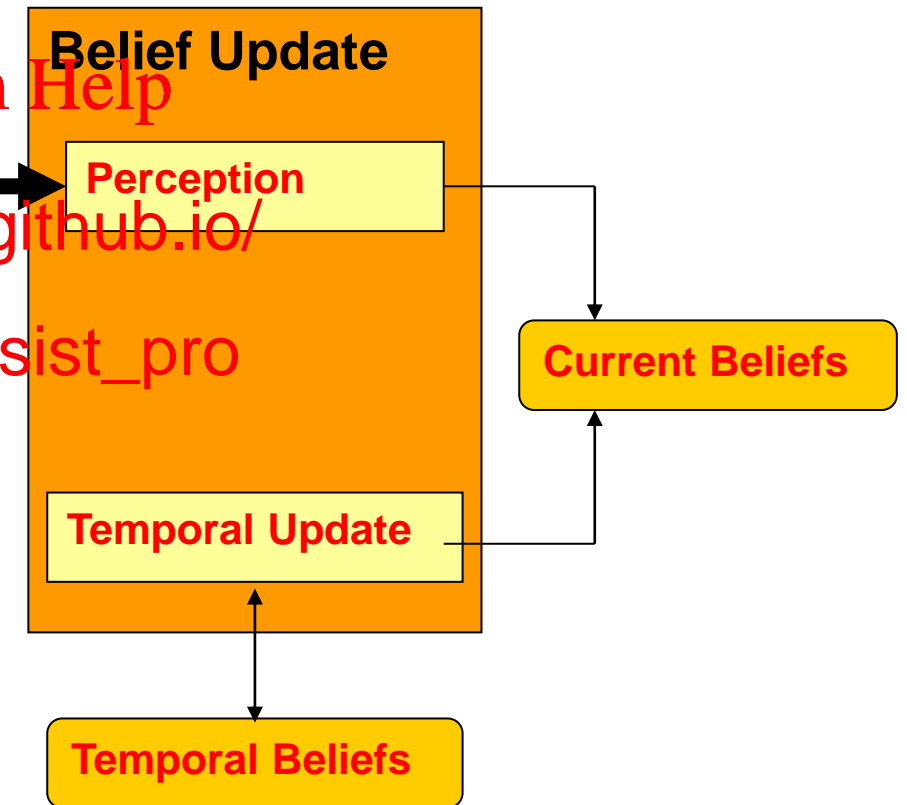 Belief Update
Help
Perception
github.io/
sist_pro
Current Beliefs
Temporal Update
Temporal Beliefs